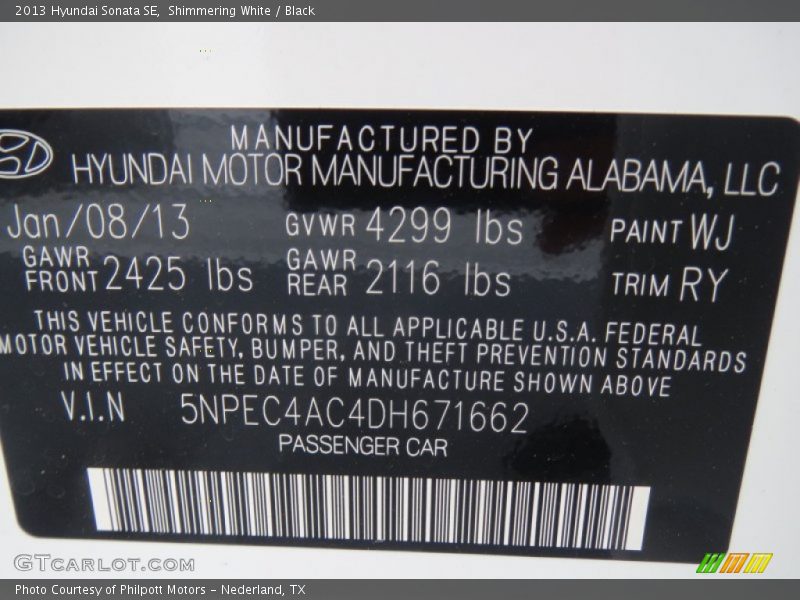 2013 Hyundai Sonata SE,  Shimmering White / Black
MANUFACTURED BY
HYUNDAI MOTOR MANUFACTURING ALABAMA, LLC
Jan/08/13 GVWR 4299 lbs PAINT WJ
GAWR FRONT 2425 lbs GAWR REAR 2116 lbs TRIM RY
THIS VEHICLE CONFORMS TO ALL APPLICABLE U.S.A. FEDERAL
MOTOR VEHICLE SAFETY, BUMPER, AND THEFT PREVENTION STANDARDS
IN EFFECT ON THE DATE OF MANUFACTURE SHOWN ABOVE
V.I.N 5NPEC4AC4DH671662
PASSENGER CAR
GTCARLOT.COM
Photo Courtesy of Philpott Motors - Nederland, TX